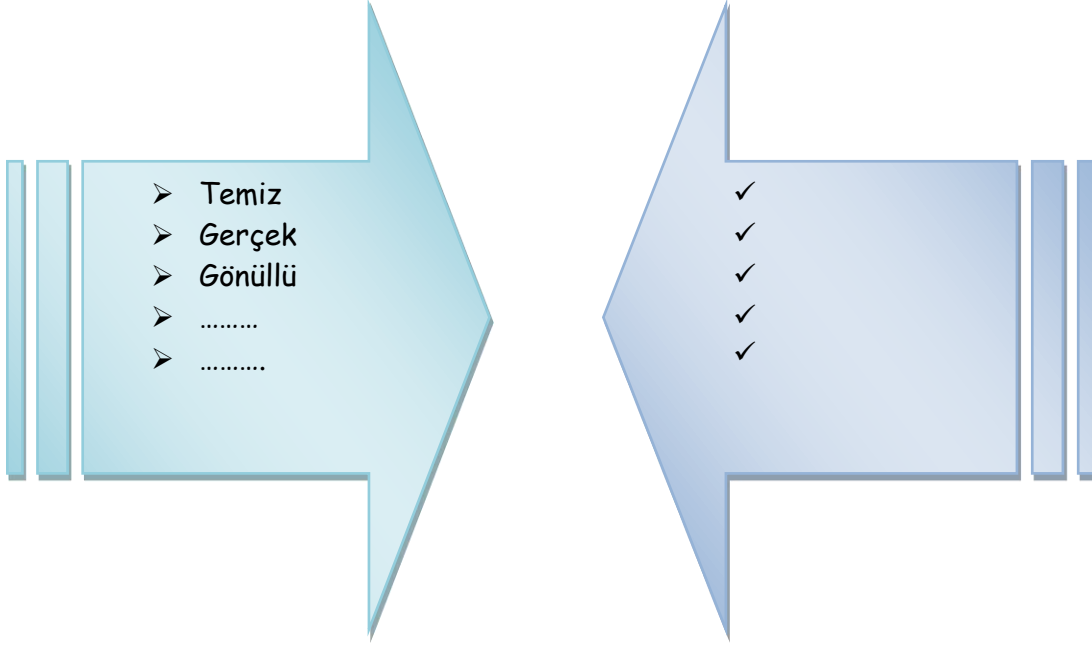 ➢ Temiz
➢ Gerçek
➢ Gönüllü
➢ ………
➢ ……….
✓
✓
✓
✓
✓